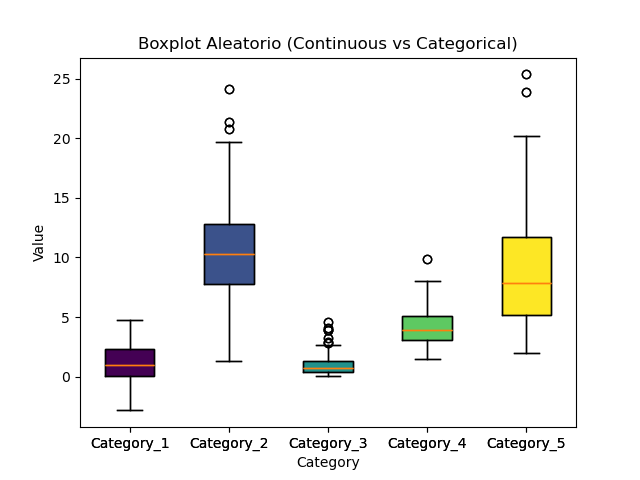 Boxplot Aleatorio (Continuous vs Categorical)
25
20
15
10
5
0
Value
Category_1 Category_2 Category_3 Category_4 Category_5
Category